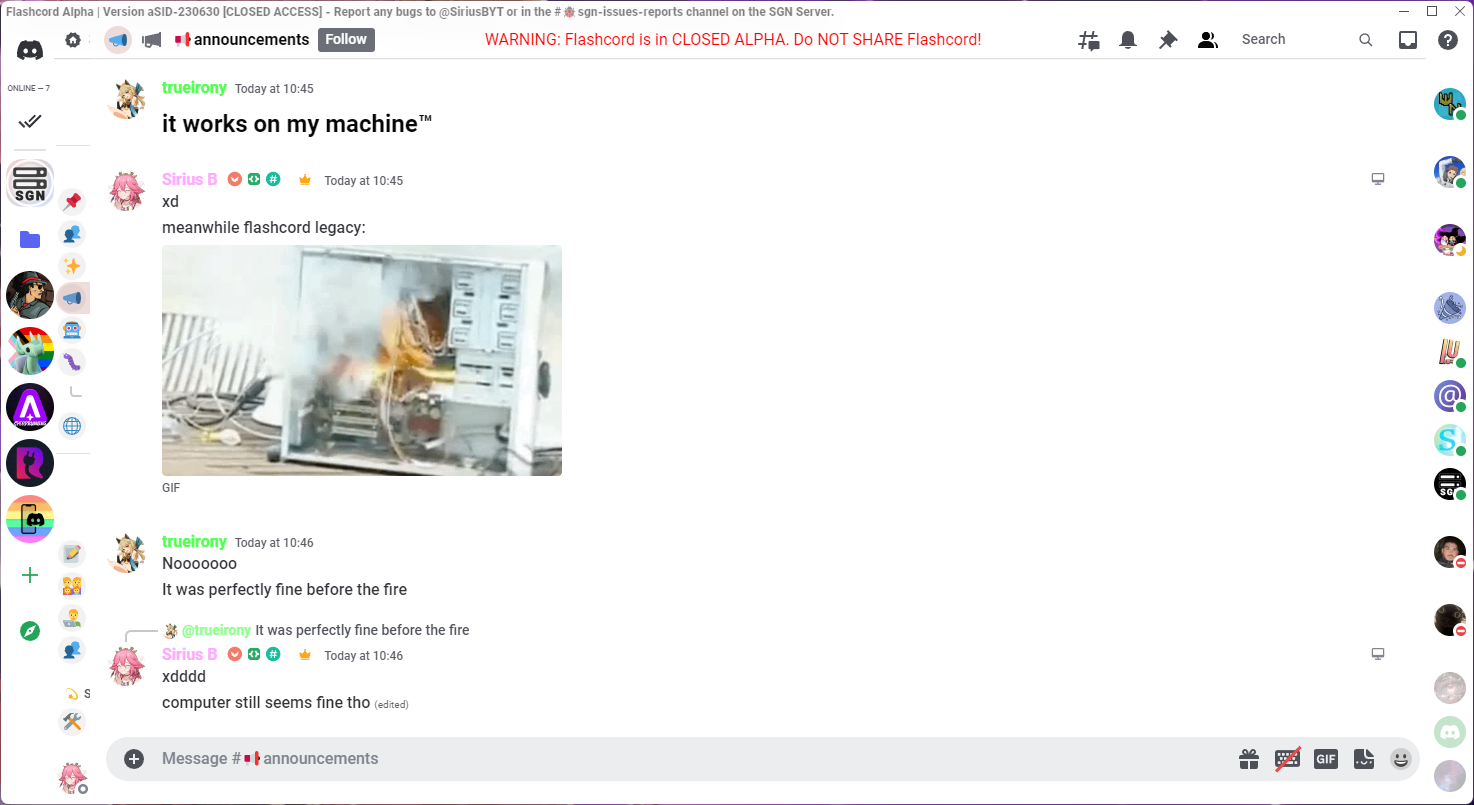 Flashcord Alpha | Version aSID-230630 [CLOSED ACCESS] - Report any bugs to @SiriusBYT or in the #🐞 sgn-issues-reports channel on the SGN Server.
📢announcements Follow
WARNING: Flashcord is in CLOSED ALPHA. Do NOT SHARE Flashcord!
Search
ONLINE — 7
SGN
trueirony Today at 10:45
it works on my machine™
Sirius B Today at 10:45
xd
meanwhile flashcord legacy:
GIF
trueirony Today at 10:46
Nooooooo
It was perfectly fine before the fire
@trueirony It was perfectly fine before the fire
Sirius B Today at 10:46
xdddd
computer still seems fine tho (edited)
S
Message #📢announcements
GIF